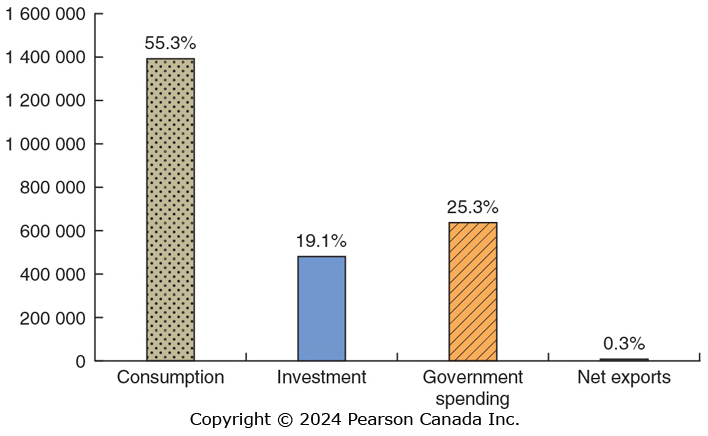 1 600 000
1 400 000
1 200 000
1 000 000
800 000
600 000
400 000
200 000
0
55.3%
19.1%
25.3%
0.3%
Consumption
Investment
Government
spending
Net exports
Copyright © 2024 Pearson Canada Inc.